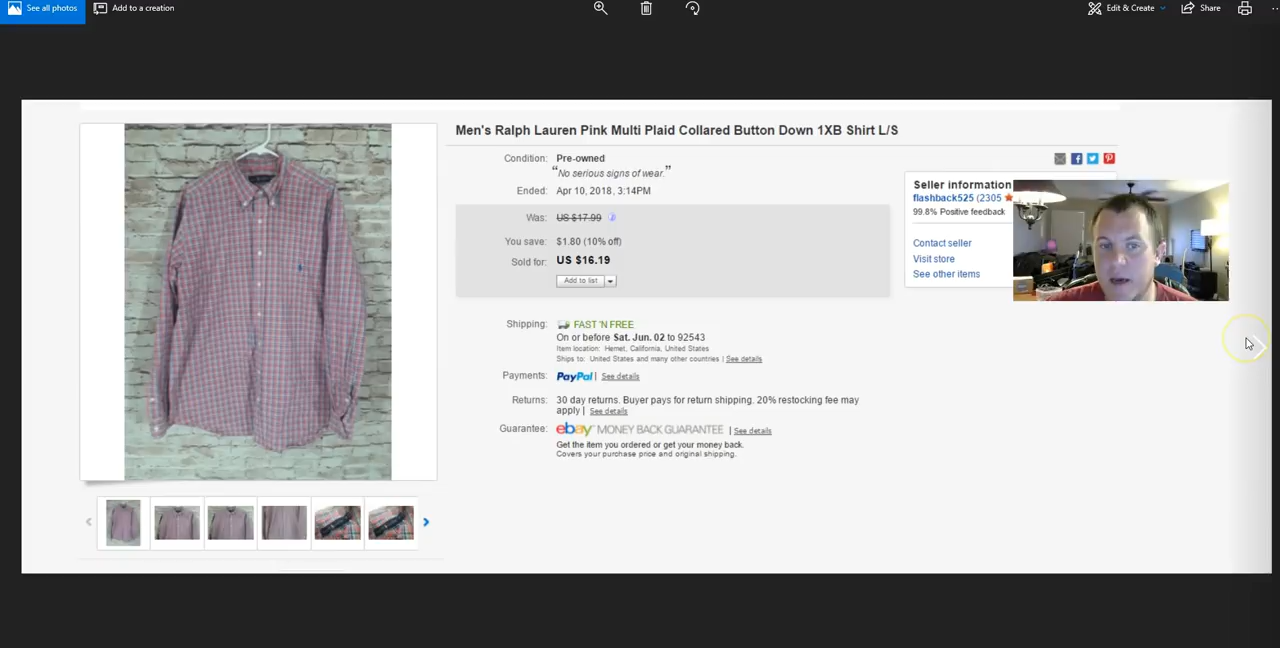 See all photos
Add to a creation
Edit & Create
Share
Men's Ralph Lauren Pink Multi Plaid Collared Button Down 1XB Shirt L/S
Condition: Pre-owned
“No serious signs of wear.”
Ended: Apr 10, 2018, 3:14PM
Was: US $17.99
You save: $1.80 (10% off)
Sold for: US $16.19
Add to list
Seller information
flashback525 (2305
99.8% Positive feedback
Contact seller
Visit store
See other items
Shipping: FAST 'N FREE
On or before Sat. Jun. 02 to 92543
Item location: Hemet, California, United States
Ships to: United States and many other countries | See details
Payments: PayPal | See details
Returns: 30 day returns. Buyer pays for return shipping. 20% restocking fee may
apply | See details
Guarantee: ebay MONEY BACK GUARANTEE | See details
Get the item you ordered or get your money back.
Covers your purchase price and original shipping.